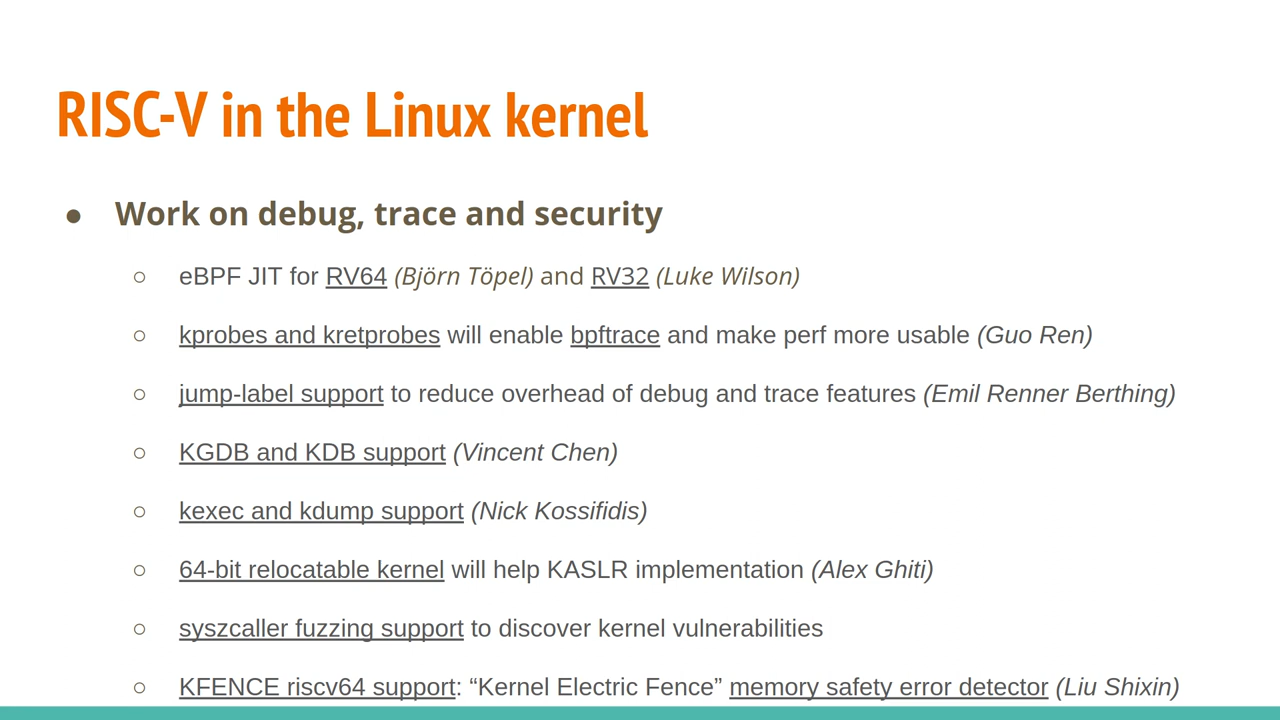 RISC-V in the Linux kernel
● Work on debug, trace and security
○ eBPF JIT for RV64 (Björn Töpel) and RV32 (Luke Wilson)
○ kprobes and kretprobes will enable bpftrace and make perf more usable (Guo Ren)
○ jump-label support to reduce overhead of debug and trace features (Emil Renner Berthing)
○ KGDB and KDB support (Vincent Chen)
○ kexec and kdump support (Nick Kossifidis)
○ 64-bit relocatable kernel will help KASLR implementation (Alex Ghiti)
○ syszcaller fuzzing support to discover kernel vulnerabilities
○ KFENCE riscv64 support: “Kernel Electric Fence” memory safety error detector (Liu Shixin)